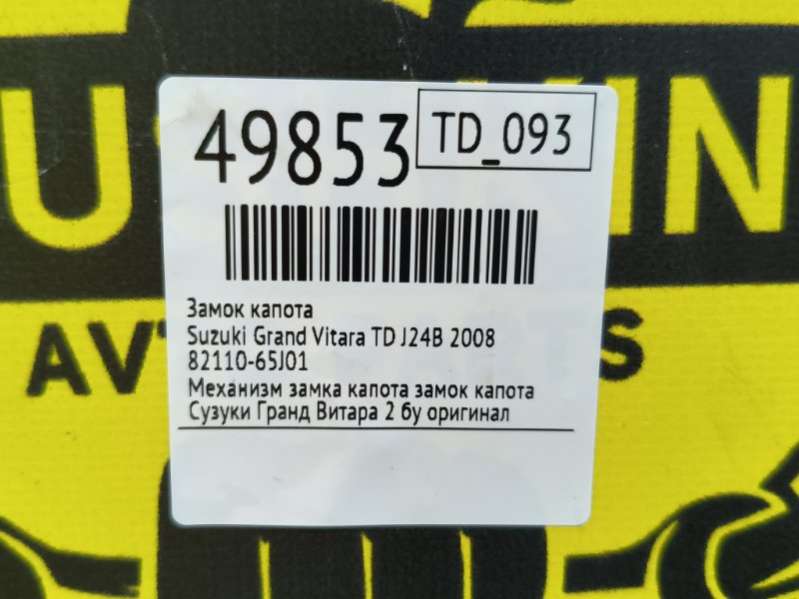 49853
TD_093
Замок капота
Suzuki Grand Vitara TD J24B 2008
82110-65J01
Механизм замка капота замок капота
Сузуки Гранд Витара 2 бу оригинал